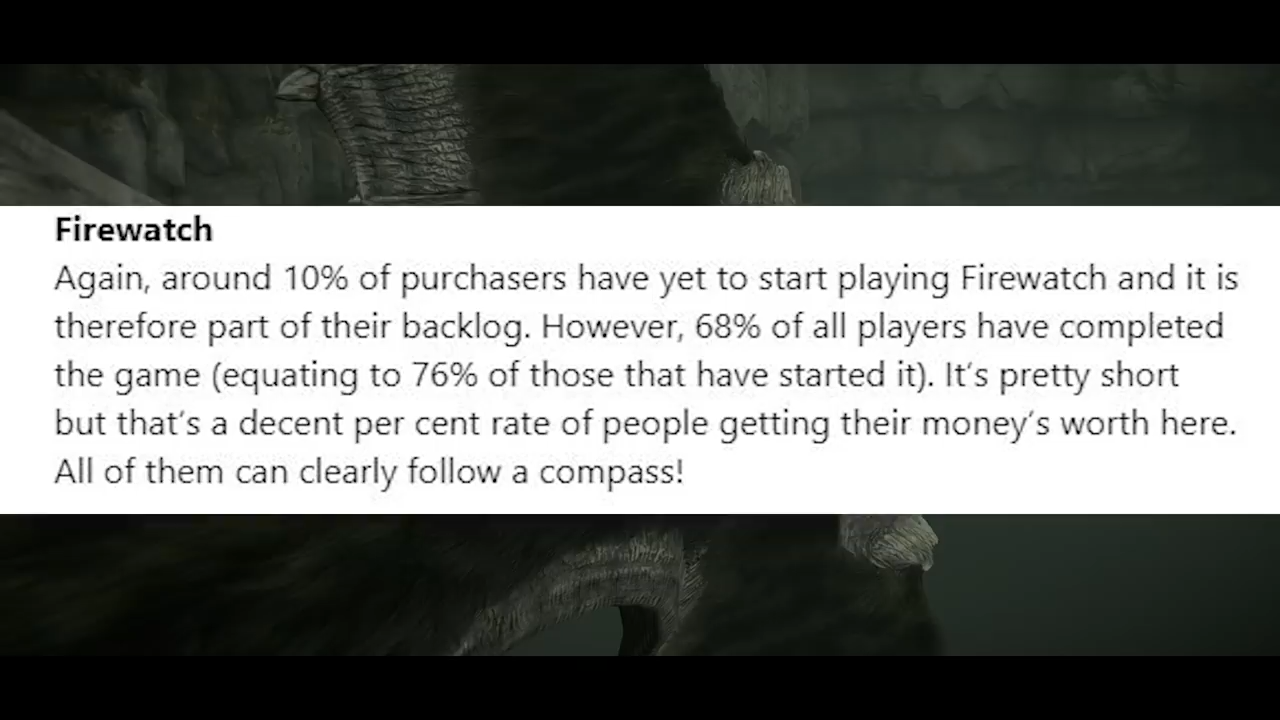 Firewatch
Again, around 10% of purchasers have yet to start playing Firewatch and it is
therefore part of their backlog. However, 68% of all players have completed
the game (equating to 76% of those that have started it). It’s pretty short
but that’s a decent per cent rate of people getting their money’s worth here.
All of them can clearly follow a compass!